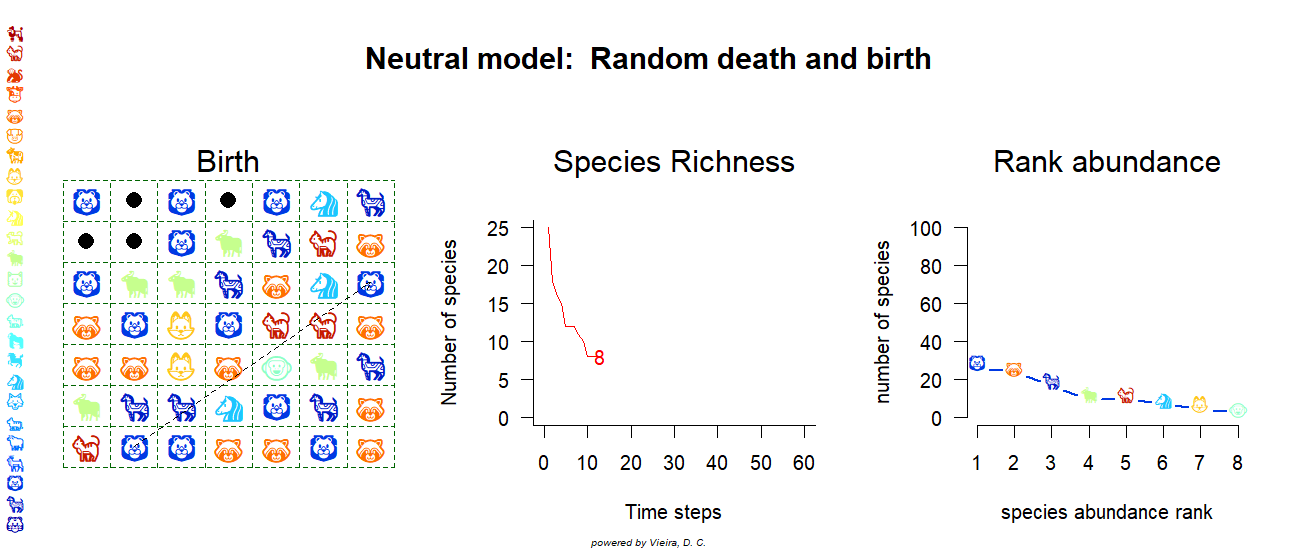 Neutral model:  Random death and birth
Birth
Species Richness
Number of species
25
20
15
10
5
0
8
0 10 20 30 40 50 60
Time steps
Rank abundance
number of species
100
80
60
40
20
0
1 2 3 4 5 6 7 8
species abundance rank
powered by Vieira, D. C.